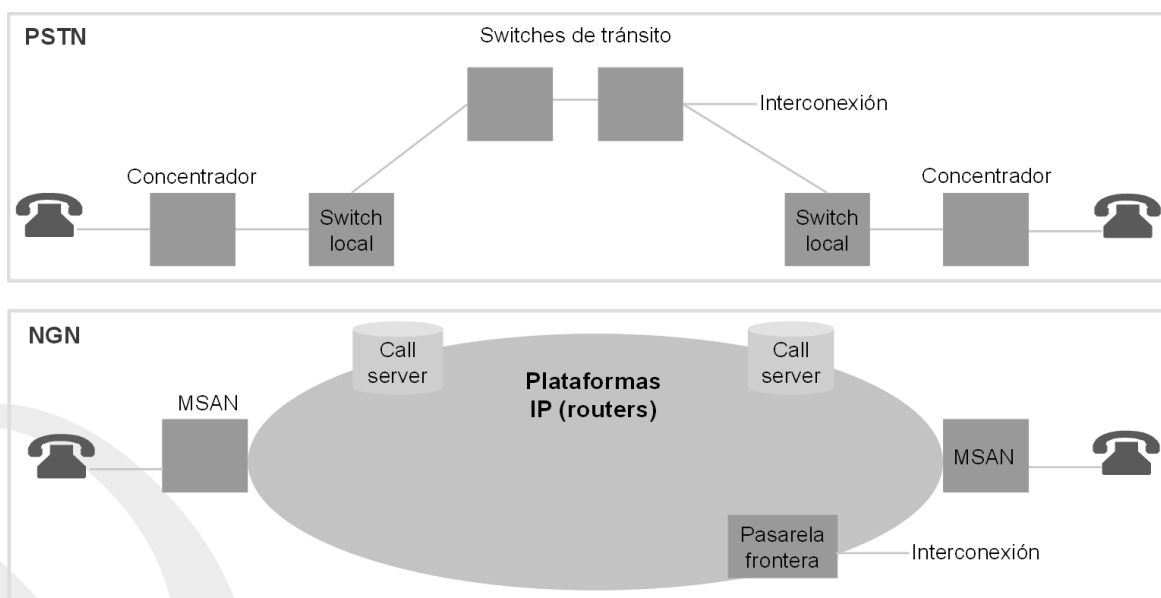 PSTN
Switches de tránsito
Interconexión
Concentrador
Concentrador
Switch
local
Switch
local
NGN
Call
server
Call
server
Plataformas
IP (routers)
MSAN
MSAN
Pasarela
frontera
Interconexión